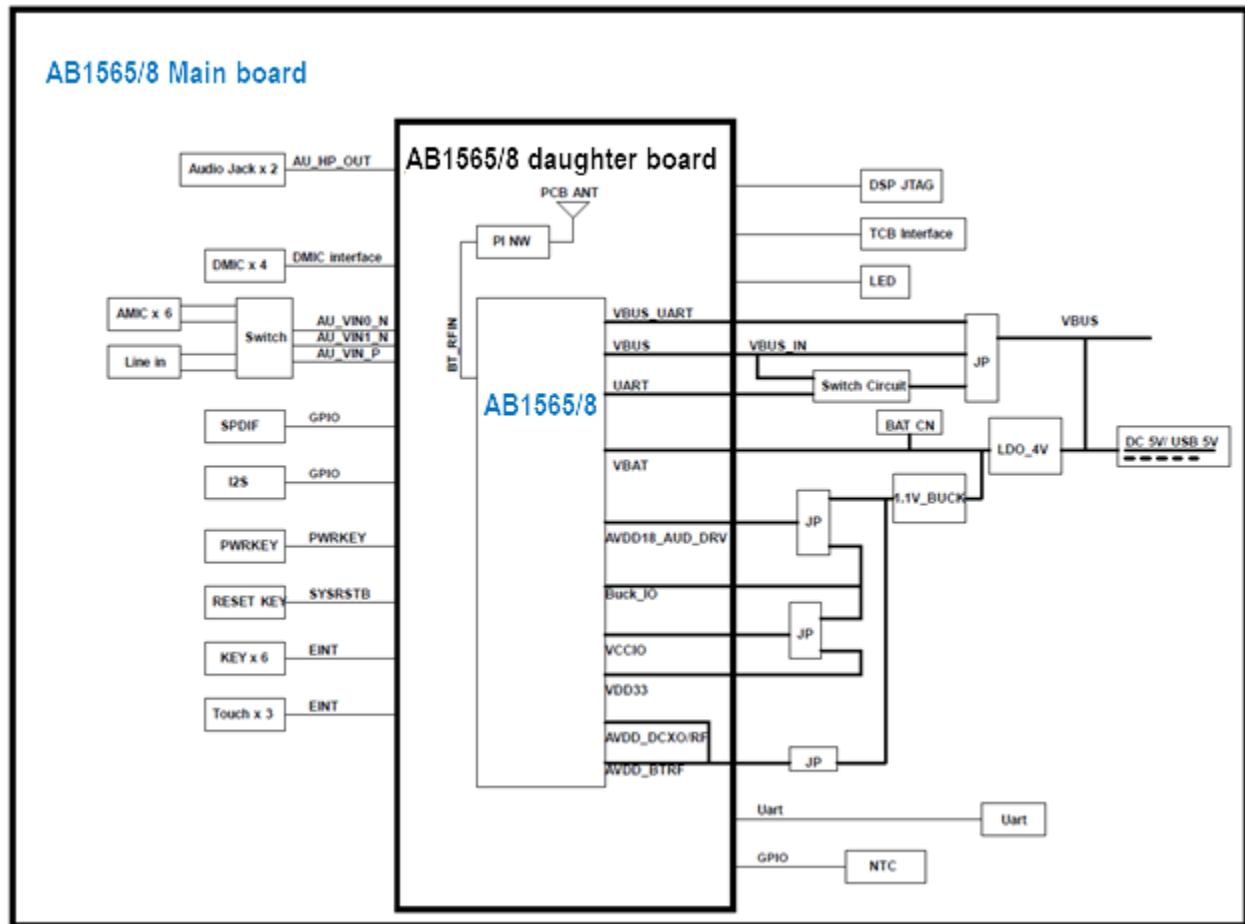 AB1565/8 Main board
AB1565/8 daughter board
Audio Jack x 2
AU_HP_OUT
PCB ANT
PI NW
DSP JTAG
TCB Interface
LED
DMIC x 4
DMIC interface
AMIC x 6
Line in
Switch
AU_VIN0_N
AU_VIN1_N
AU_VIN_P
BT_RFIN
AB1565/8
VBUS_UART
VBUS
UART
VBUS_IN
Switch Circuit
JP
VBUS
SPDIF
GPIO
I2S
GPIO
PWRKEY
PWRKEY
RESET KEY
SYSRSTB
KEY x 6
EINT
Touch x 3
EINT
BAT_CN
VBAT
LDO_4V
DC 5V/ USB 5V
1.1V_BUCK
JP
AVDD18_AUD_DRV
Buck_IO
JP
VCCIO
VDD33
AVDD_DCXO/RF
AVDD_BTRF
JP
Uart
Uart
GPIO
NTC